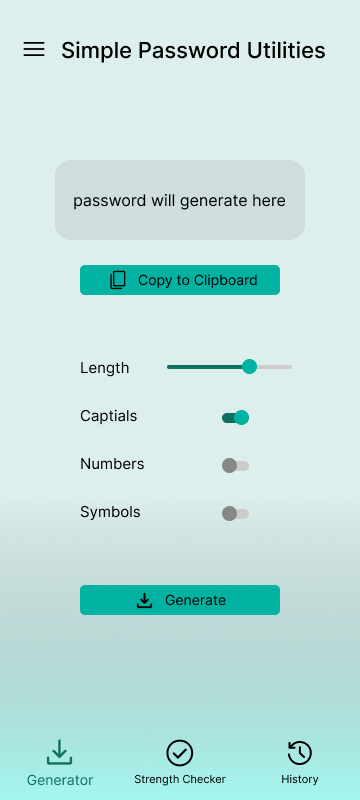 Simple Password Utilities
password will generate here
Copy to Clipboard
Length
Captials
Numbers
Symbols
Generate
Generator
Strength Checker
History